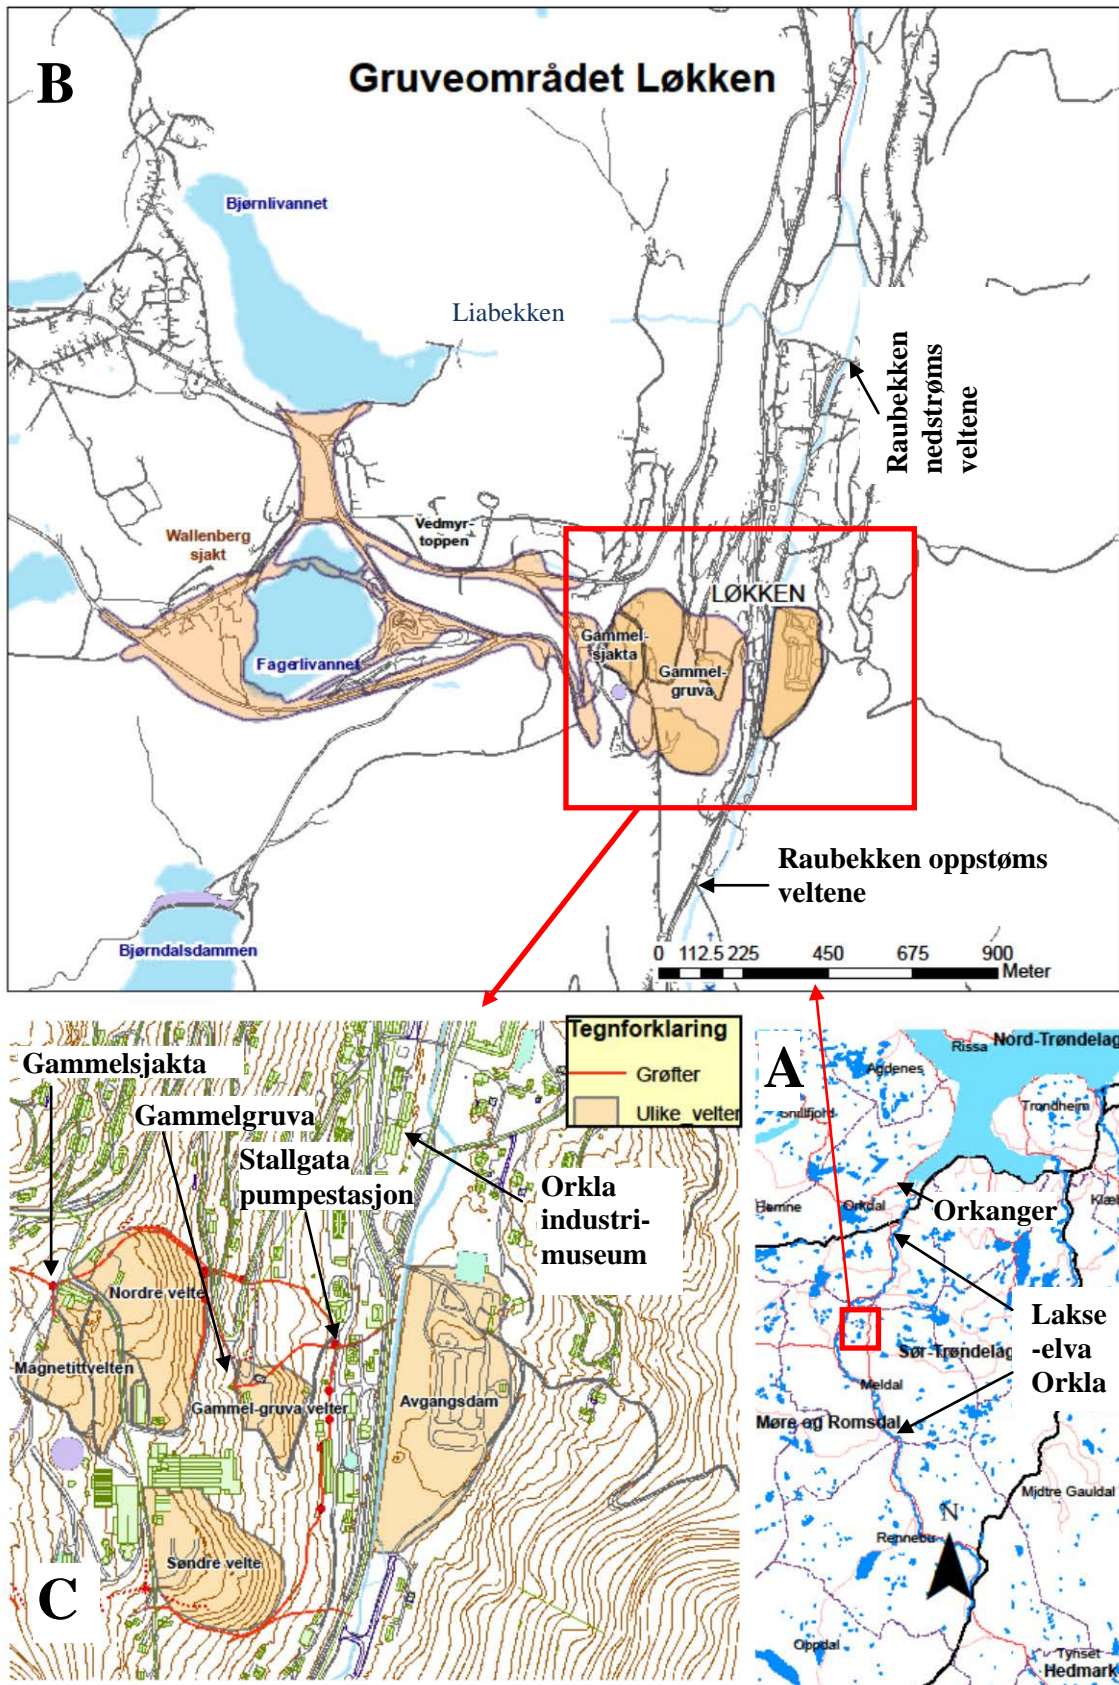 B
Gruveområdet Løkken
Bjørnlivannet
Liabekken
Raubekken
nedstrøms
veltene
Vedmyr-
toppen
Wallenberg
sjakt
LØKKEN
Gammel-
sjakta
Gammel-
gruva
Fagerlivannet
Raubekken oppstøms
veltene
Bjørndalsdammen
0 112.5 225 450 675 900
Meter
Tegnforklaring
Grøfter
Ulike_velter
Gammelsjakta
Gammelgruva
Stallgata
pumpestasjon
Orkla
industri-
museum
Nordre velte
Magnetittvelten
Gammel-gruva velter
Avgangsdam
Søndre velte
C
A
Nord-Trøndelag
Rissa
Agdenes
Snillfjord
Trondheim
Orkanger
Hemne
Orkdal
Klæ
Lakse
-elva
Orkla
Sør-Trøndelag
Meldal
Møre og Romsdal
Midtre Gauldal
N
Rennebu
Oppdal
Tynset
Hedmark